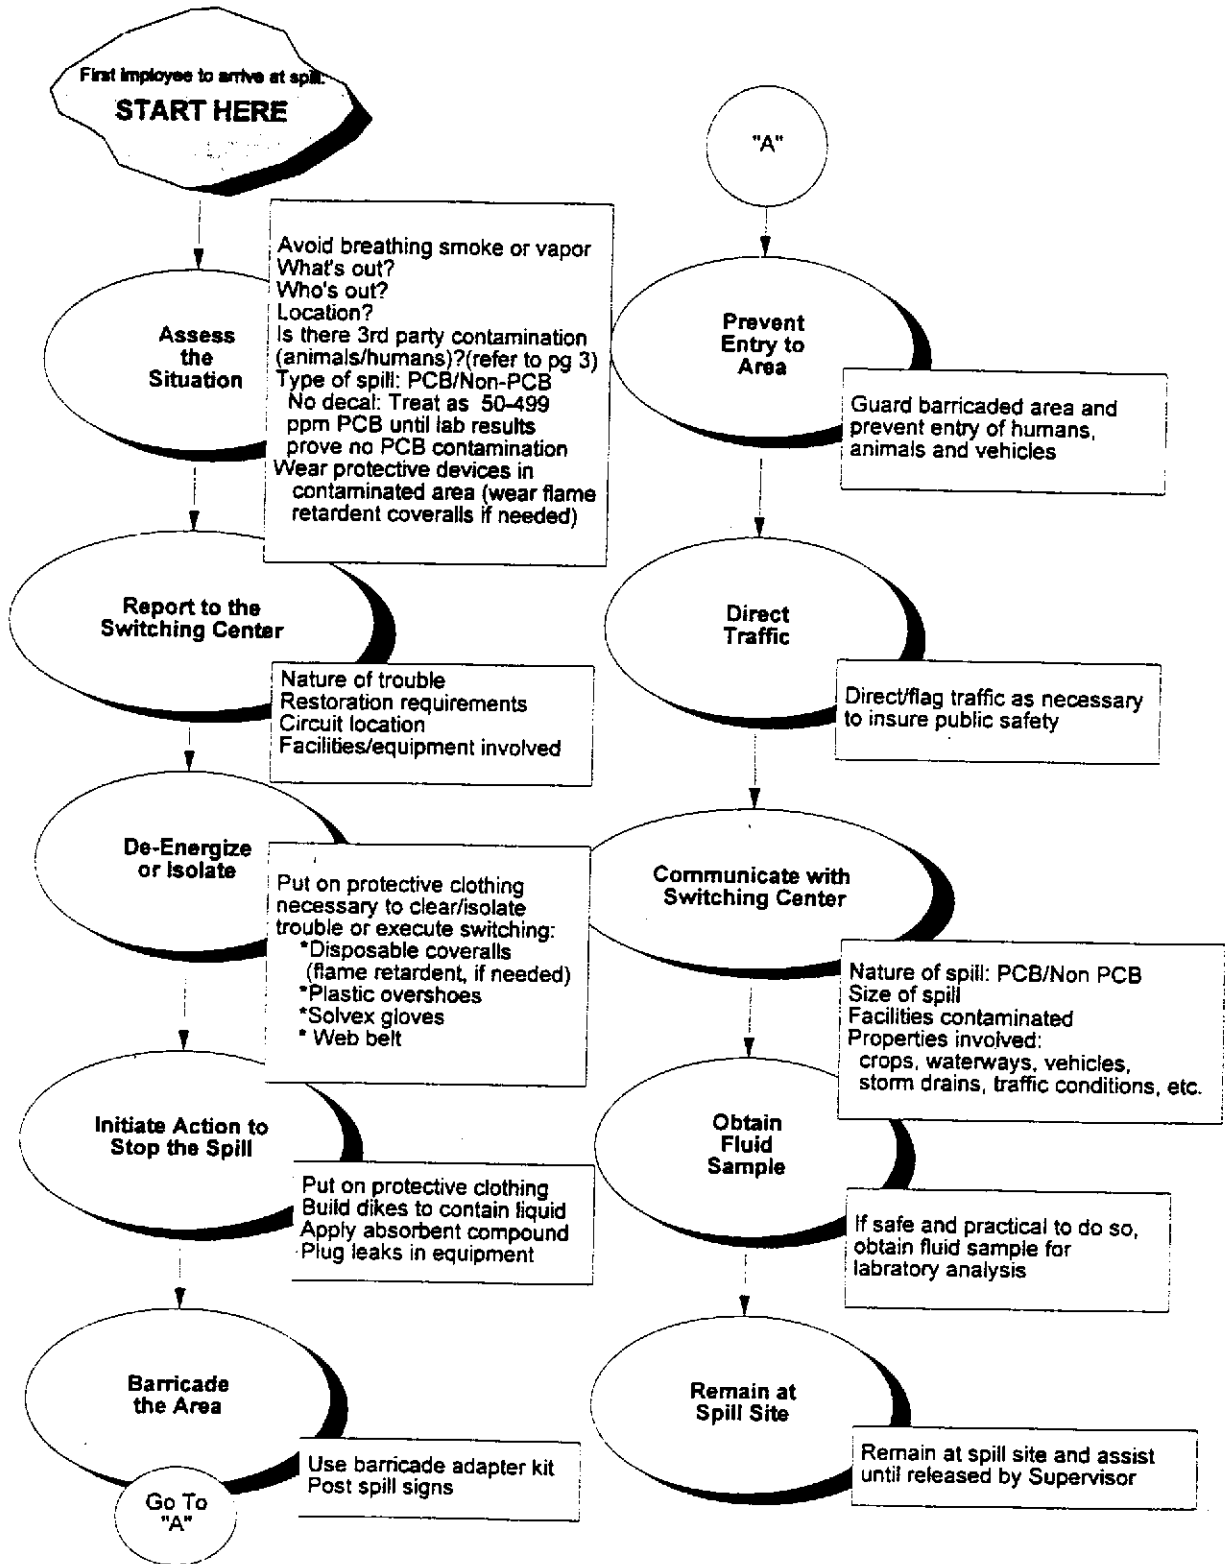 First imployee to arrive at spill.
START HERE
Assess
the
Situation
Avoid breathing smoke or vapor
What's out?
Who's out?
Location?
Is there 3rd party contamination
(animals/humans)?(refer to pg 3)
Type of spill: PCB/Non-PCB
No decal: Treat as 50-499
ppm PCB until lab results
prove no PCB contamination
Wear protective devices in
contaminated area (wear flame
retardent coveralls if needed)
Report to the
Switching Center
Nature of trouble
Restoration requirements
Circuit location
Facilities/equipment involved
De-Energize
or Isolate
Put on protective clothing
necessary to clear/isolate
trouble or execute switching:
*Disposable coveralls
(flame retardent, if needed)
*Plastic overshoes
*Solvex gloves
* Web belt
Initiate Action to
Stop the Spill
Put on protective clothing
Build dikes to contain liquid
Apply absorbent compound
Plug leaks in equipment
Barricade
the Area
Use barricade adapter kit
Post spill signs
Go To
"A"
"A"
Prevent
Entry to
Area
Guard barricaded area and
prevent entry of humans,
animals and vehicles
Direct
Traffic
Direct/flag traffic as necessary
to insure public safety
Communicate with
Switching Center
Nature of spill: PCB/Non PCB
Size of spill
Facilities contaminated
Properties involved:
crops, waterways, vehicles,
storm drains, traffic conditions, etc.
Obtain
Fluid
Sample
If safe and practical to do so,
obtain fluid sample for
labratory analysis
Remain at
Spill Site
Remain at spill site and assist
until released by Supervisor